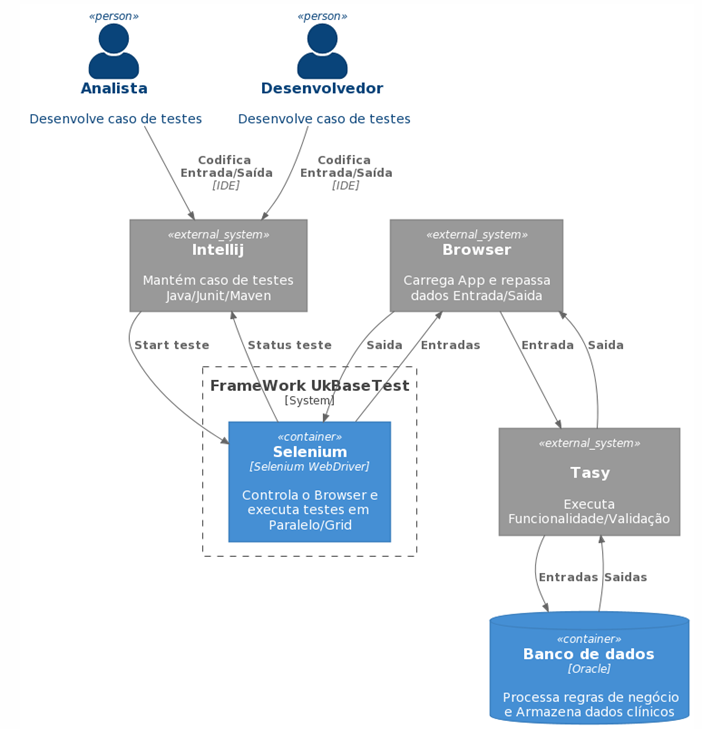 «person»
Analista
Desenvolve caso de testes
«person»
Desenvolvedor
Desenvolve caso de testes
Codifica
Entrada/Saída
[IDE]
Codifica
Entrada/Saída
[IDE]
«external_system»
Intellij
Mantém caso de testes
Java/Junit/Maven
«external_system»
Browser
Carrega App e repassa
dados Entrada/Saida
Start teste
Status teste
Saida
Entradas
Entrada
Saida
FrameWork UkBaseTest
[System]
«container»
Selenium
[Selenium WebDriver]
Controla o Browser e
executa testes em
Paralelo/Grid
«external_system»
Tasy
Executa
Funcionalidade/Validação
Entradas
Saidas
«container»
Banco de dados
[Oracle]
Processa regras de negócio
e Armazena dados clínicos